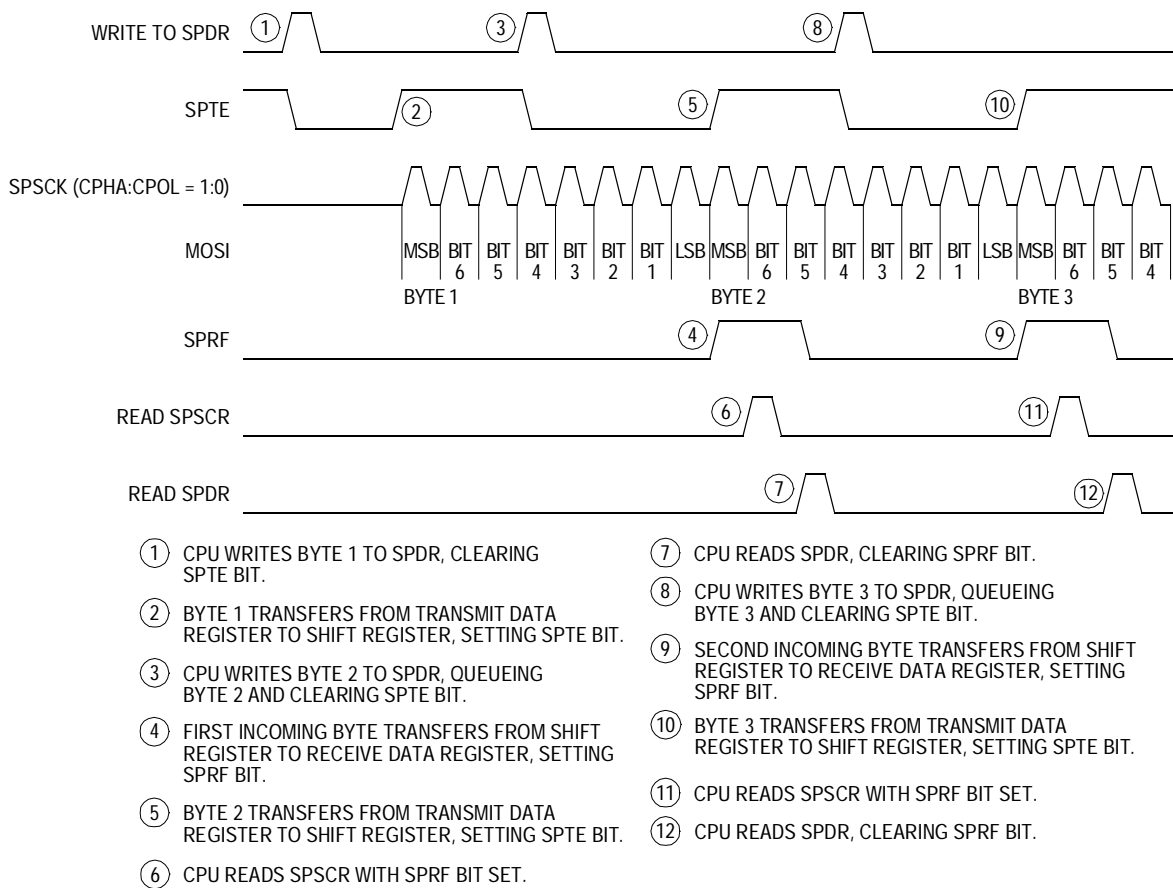 WRITE TO SPDR
1
3
8
SPTE
2
5
10
SPSCK (CPHA:CPOL = 1:0)
MOSI
MSB BIT 6 BIT 5 BIT 4 BIT 3 BIT 2 BIT 1 LSB MSB BIT 6 BIT 5 BIT 4 BIT 3 BIT 2 BIT 1 LSB MSB BIT 6 BIT 5 BIT 4
BYTE 1
BYTE 2
BYTE 3
SPRF
4
9
READ SPSCR
6
11
READ SPDR
7
12
1 CPU WRITES BYTE 1 TO SPDR, CLEARING
SPTE BIT.
2 BYTE 1 TRANSFERS FROM TRANSMIT DATA
REGISTER TO SHIFT REGISTER, SETTING SPTE BIT.
3 CPU WRITES BYTE 2 TO SPDR, QUEUEING
BYTE 2 AND CLEARING SPTE BIT.
4 FIRST INCOMING BYTE TRANSFERS FROM SHIFT
REGISTER TO RECEIVE DATA REGISTER, SETTING
SPRF BIT.
5 BYTE 2 TRANSFERS FROM TRANSMIT DATA
REGISTER TO SHIFT REGISTER, SETTING SPTE BIT.
6 CPU READS SPSCR WITH SPRF BIT SET.
7 CPU READS SPDR, CLEARING SPRF BIT.
8 CPU WRITES BYTE 3 TO SPDR, QUEUEING
BYTE 3 AND CLEARING SPTE BIT.
9 SECOND INCOMING BYTE TRANSFERS FROM SHIFT
REGISTER TO RECEIVE DATA REGISTER, SETTING
SPRF BIT.
10 BYTE 3 TRANSFERS FROM TRANSMIT DATA
REGISTER TO SHIFT REGISTER, SETTING SPTE BIT.
11 CPU READS SPSCR WITH SPRF BIT SET.
12 CPU READS SPDR, CLEARING SPRF BIT.